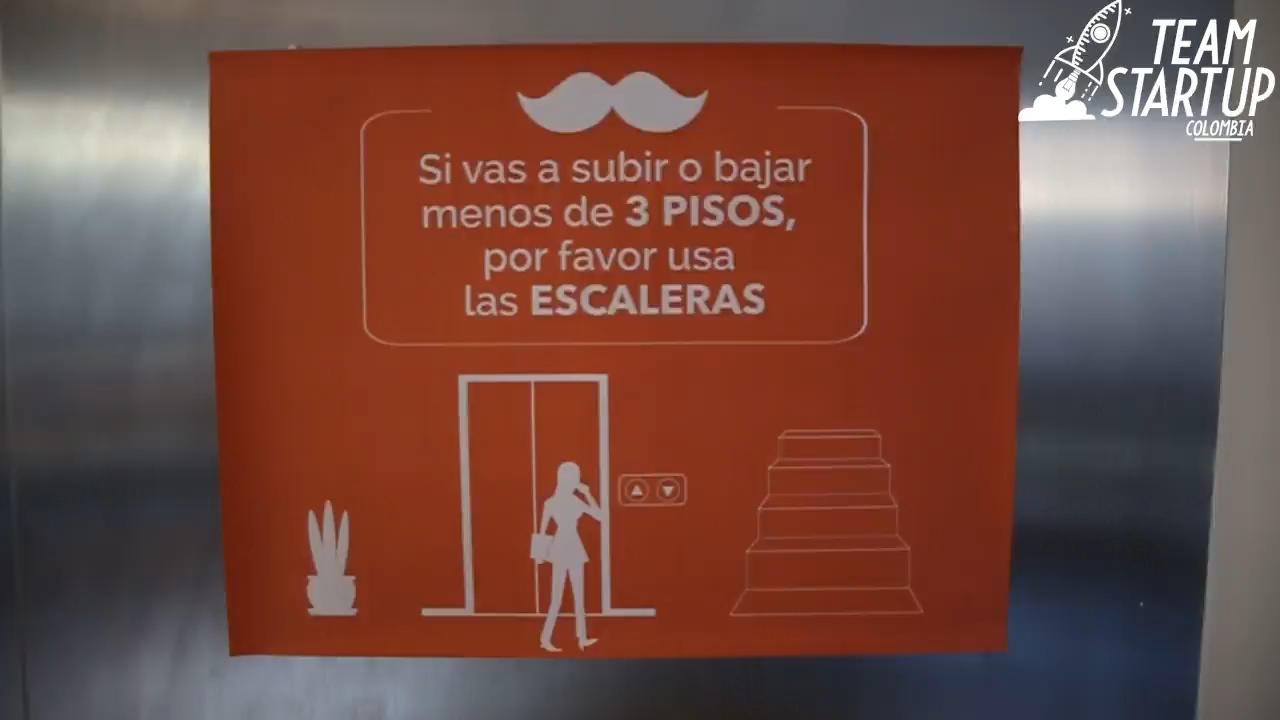 TEAM
STARTUP
COLOMBIA
Si vas a subir o bajar
menos de 3 PISOS,
por favor usa
las ESCALERAS